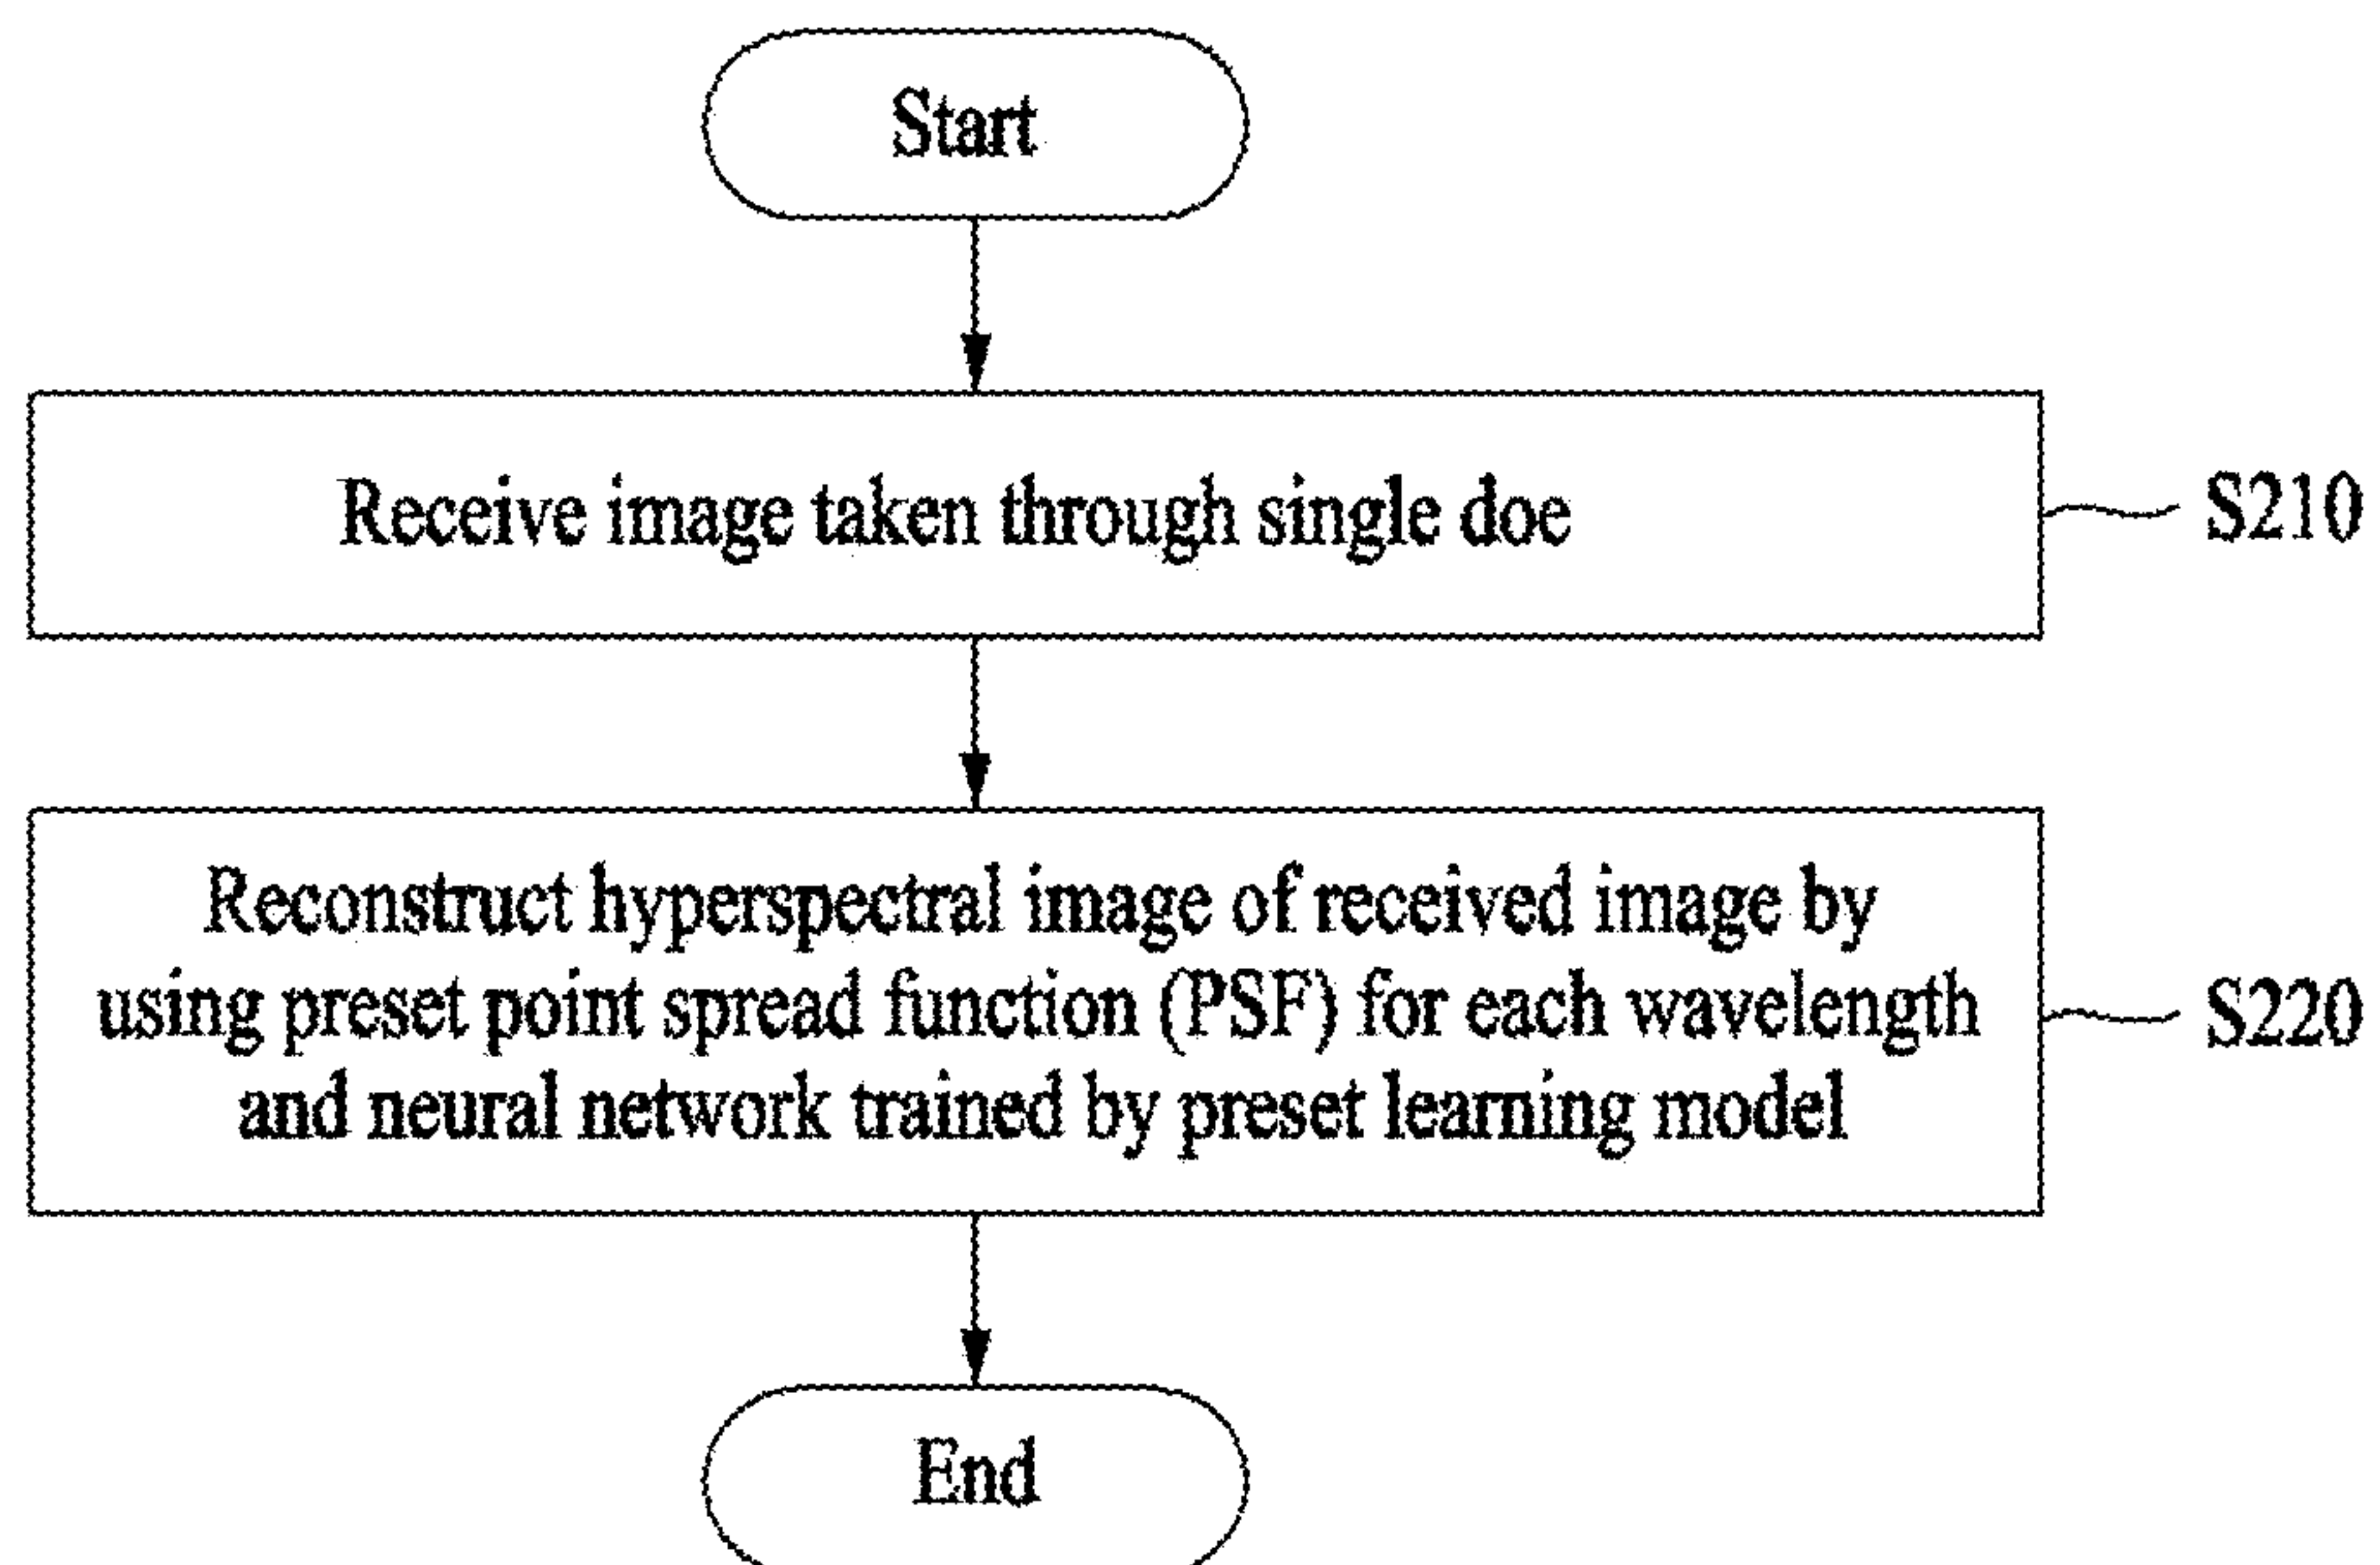 Start
Receive image taken through single doe
S210
Reconstruct hyperspectral image of received image by
using preset point spread function (PSF) for each wavelength
and neural network trained by preset learning model
S220
End